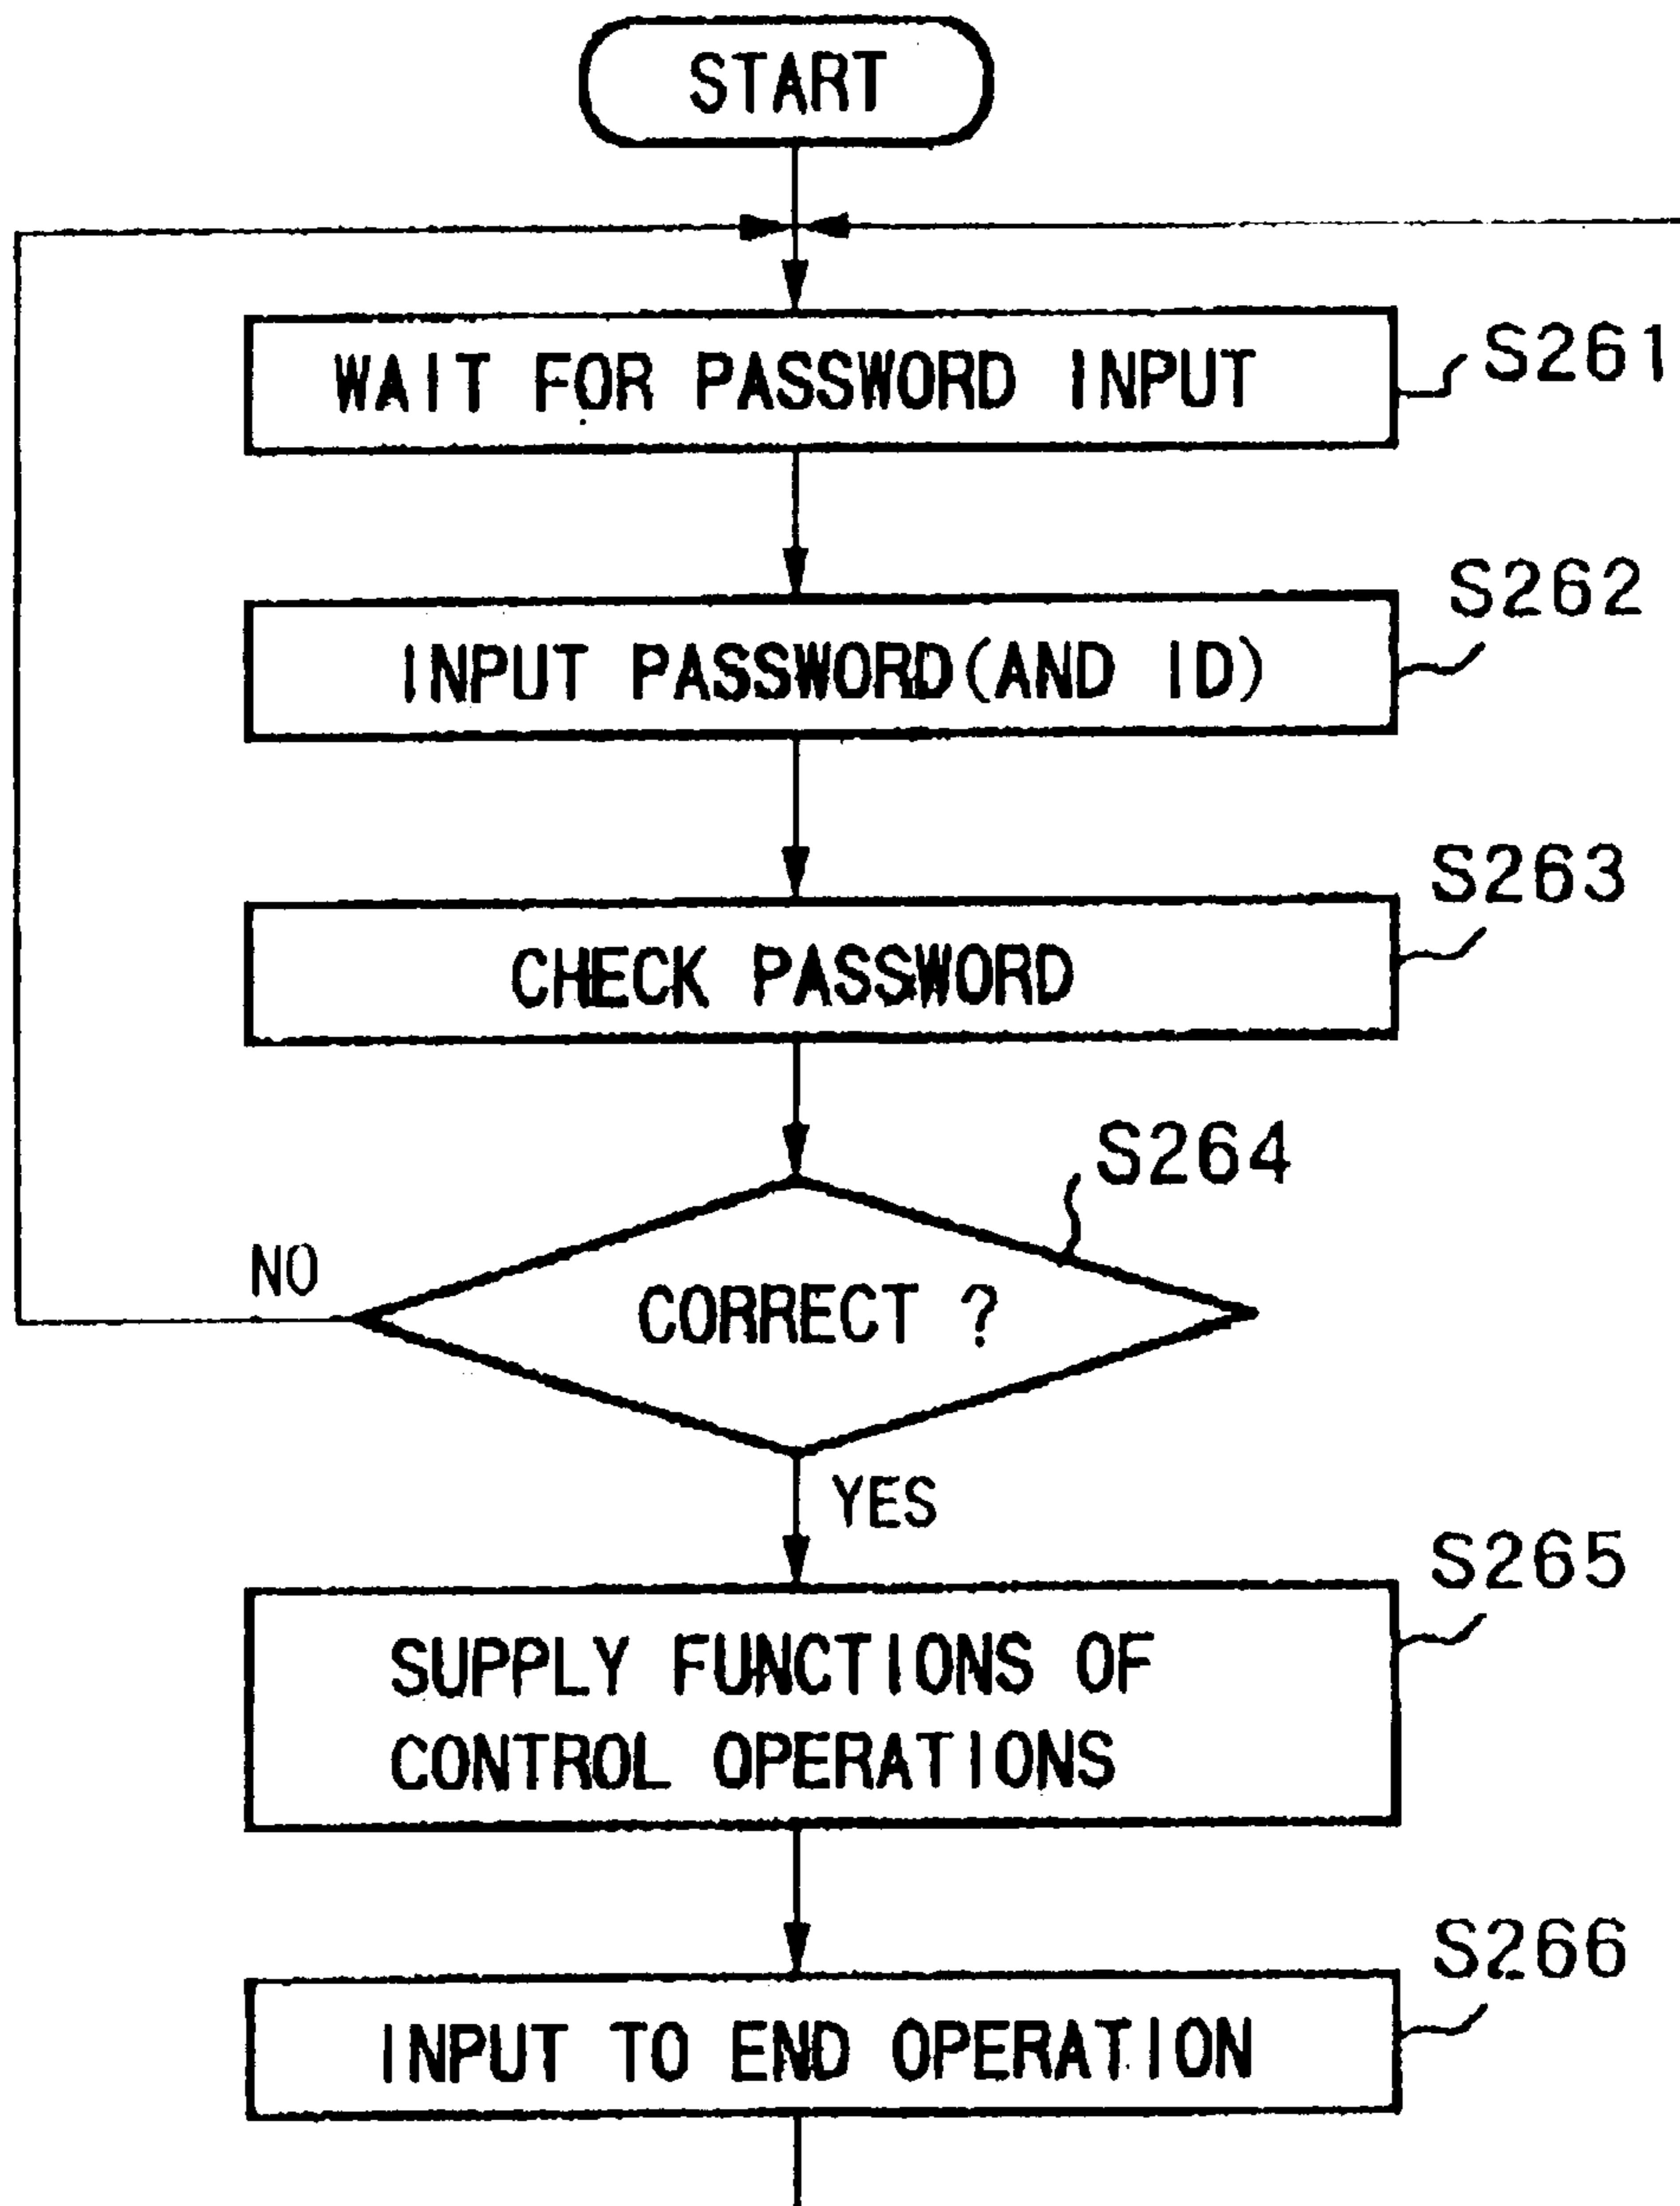 START
WAIT FOR PASSWORD INPUT
S261
S262
INPUT PASSWORD(AND ID)
S263
CHECK PASSWORD
S264
NO
CORRECT ?
YES
S265
SUPPLY FUNCTIONS OF
CONTROL OPERATIONS
S266
INPUT TO END OPERATION